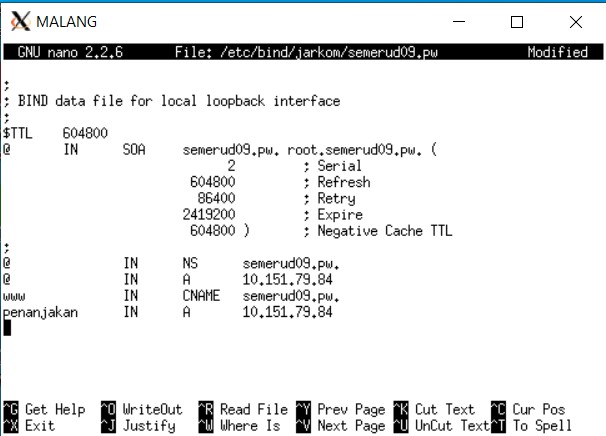 MALANG
GNU nano 2.2.6 File: /etc/bind/jarkom/semerud09.pw Modified
;
; BIND data file for local loopback interface
;
$TTL 604800
@ IN SOA semerud09.pw. root.semerud09.pw. (
2 ; Serial
604800 ; Refresh
86400 ; Retry
2419200 ; Expire
604800 ) ; Negative Cache TTL
;
@ IN NS semerud09.pw.
@ IN A 10.151.79.84
www IN CNAME semerud09.pw.
penanjakan IN A 10.151.79.84
^G Get Help ^O WriteOut ^R Read File ^Y Prev Page ^K Cut Text ^C Cur Pos
^X Exit ^J Justify ^W Where Is ^V Next Page ^U UnCut Text ^T To Spell